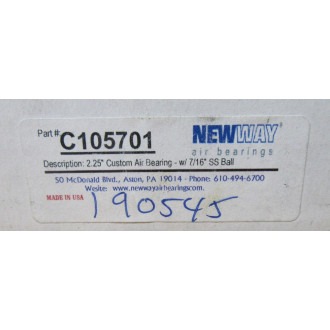 Part #: C105701
NEWWAY
air bearings
Description: 2.25" Custom Air Bearing - w/ 7/16" SS Ball
50 McDonald Blvd., Aston, PA 19014 - Phone: 610-494-6700
Wesite: www.newwayairbearings.com
MADE IN USA
190545